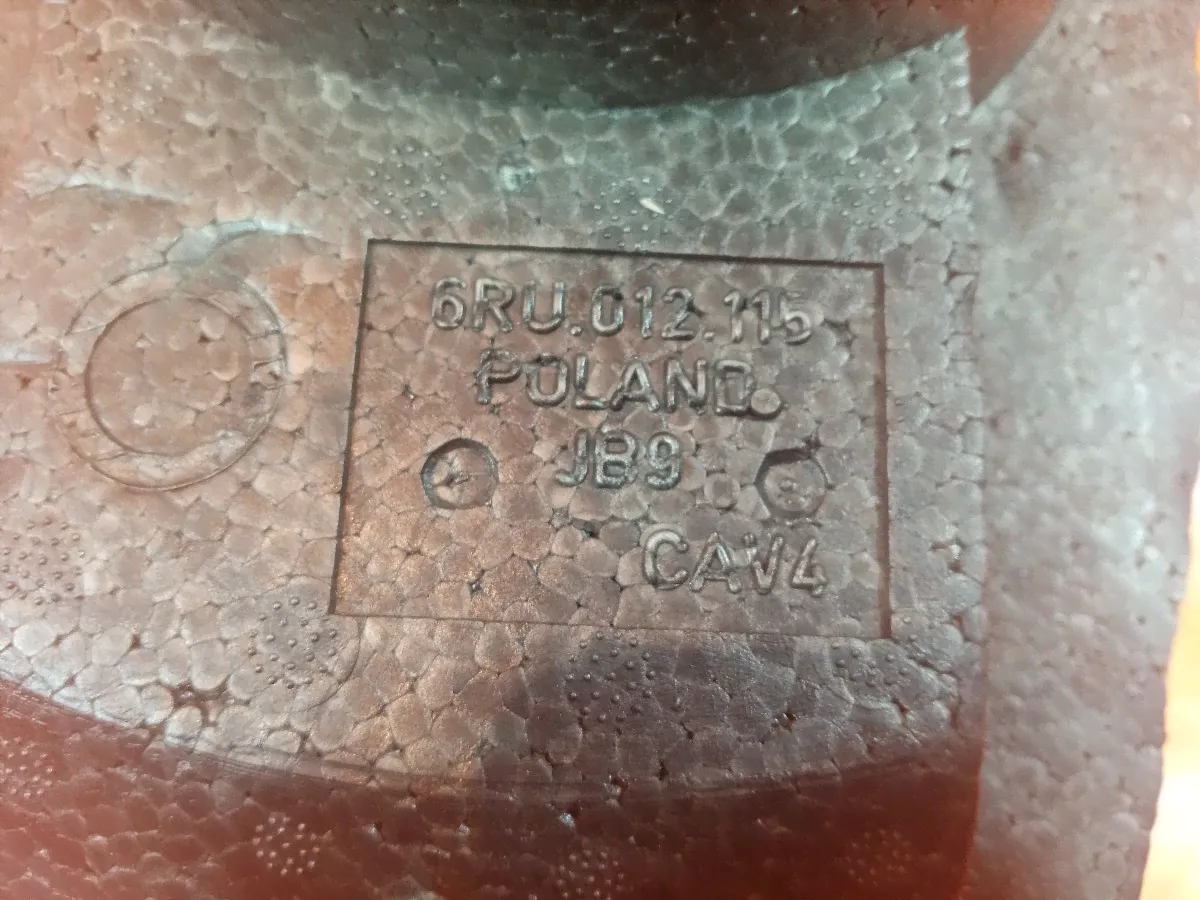 6RU.012.115
POLAND
JB9
CAV4